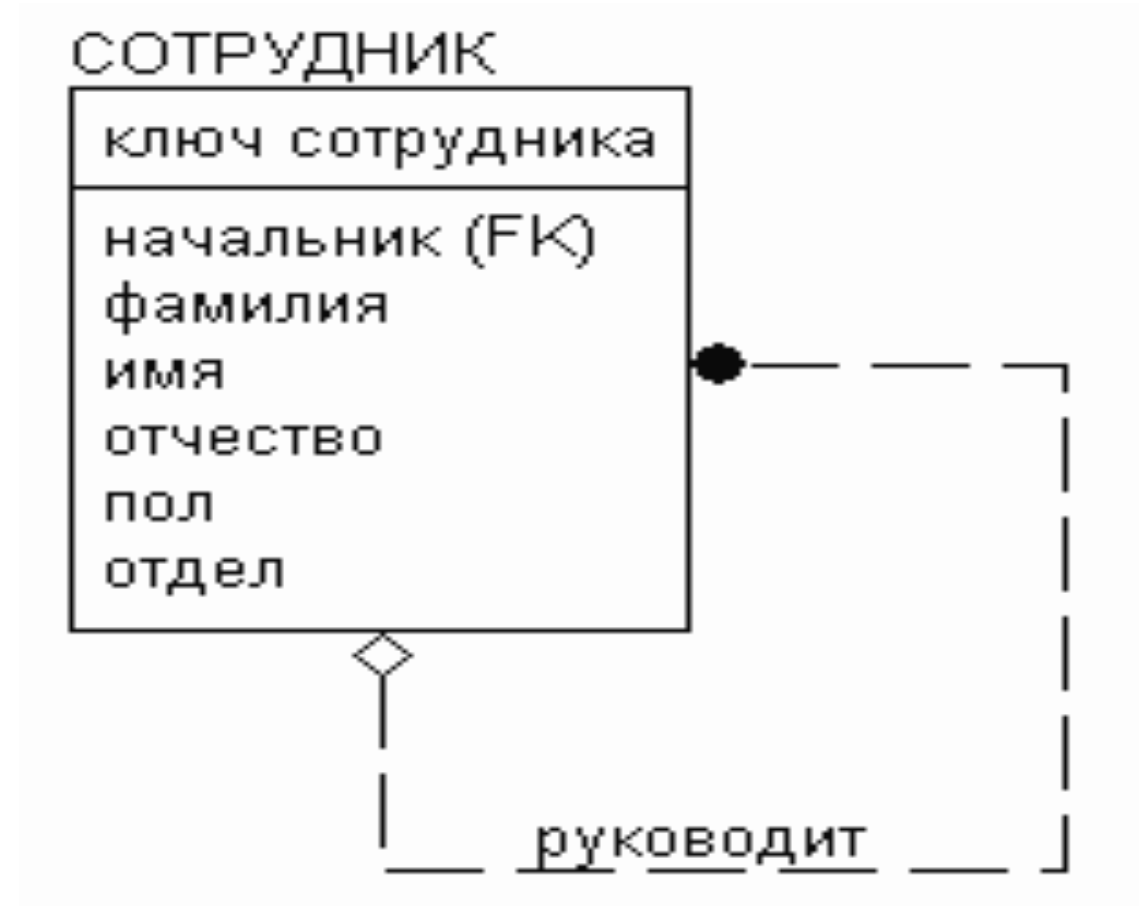 СОТРУДНИК
ключ сотрудника
начальник (FK)
фамилия
имя
отчество
пол
отдел
руководит